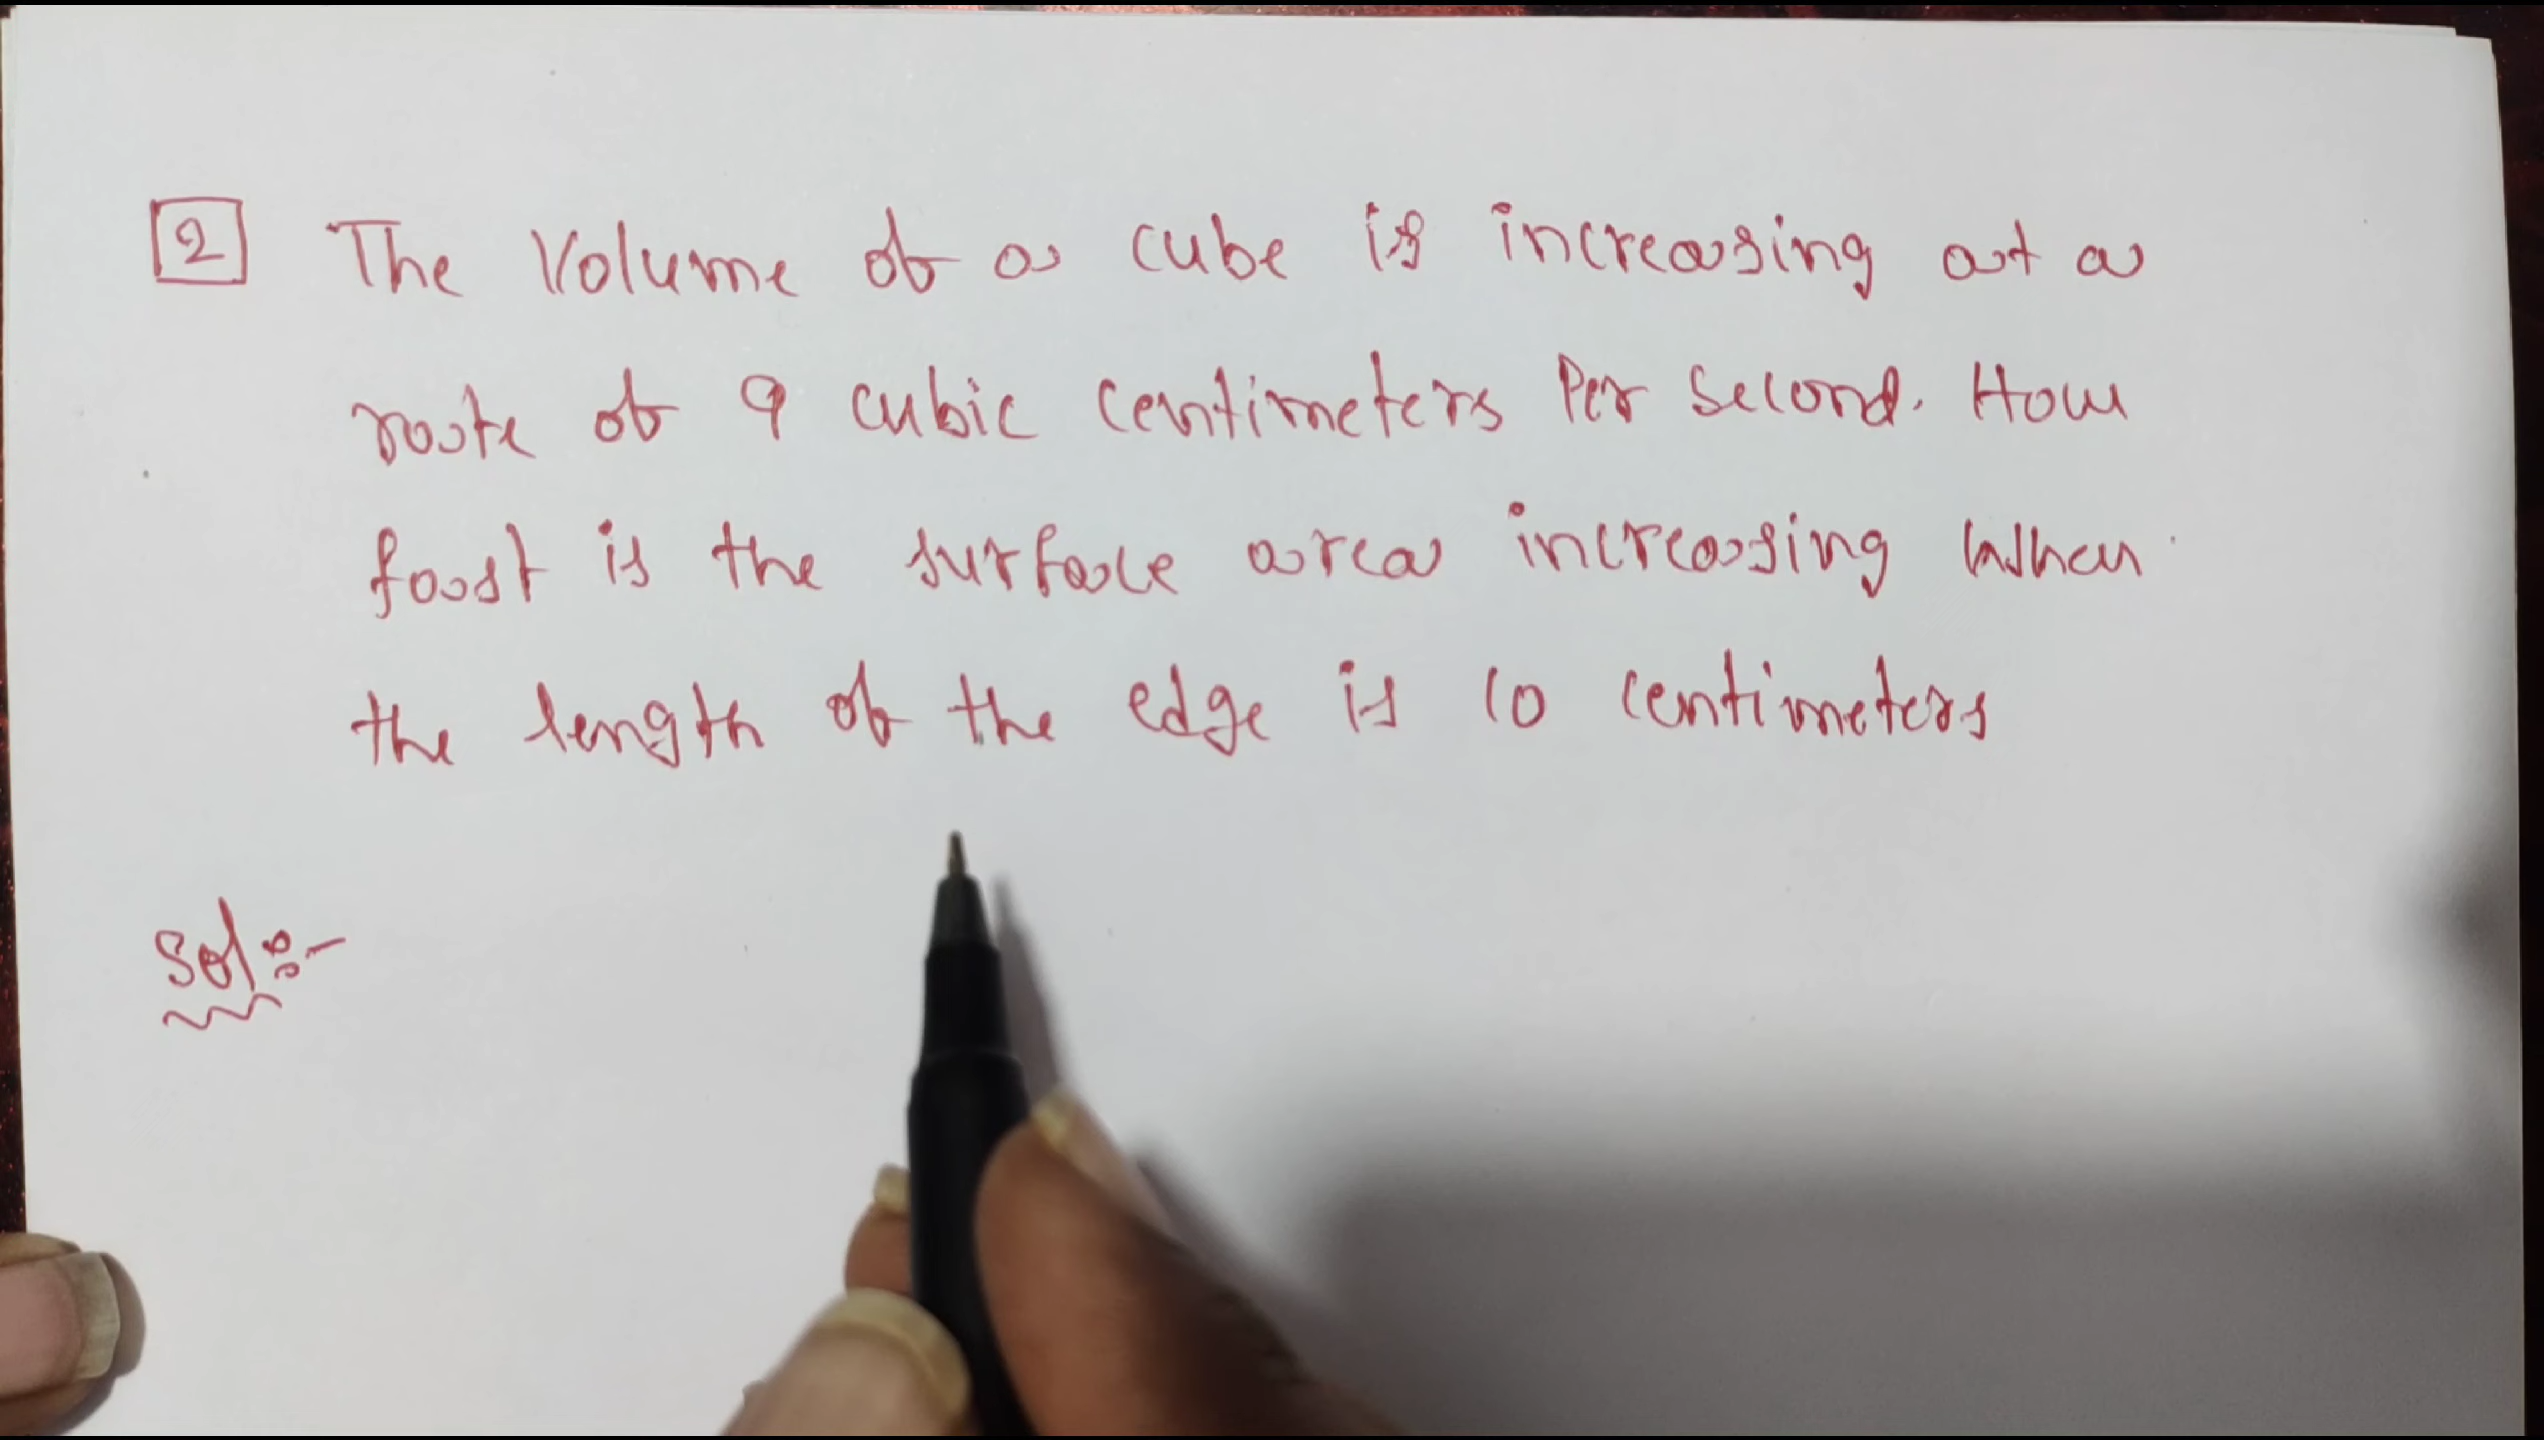 2 The Volume of a cube is increasing at a
rate of 9 cubic centimeters Per Second. How
fast is the surface area increasing When
the length of the edge is 10 centimeters
Sol:-